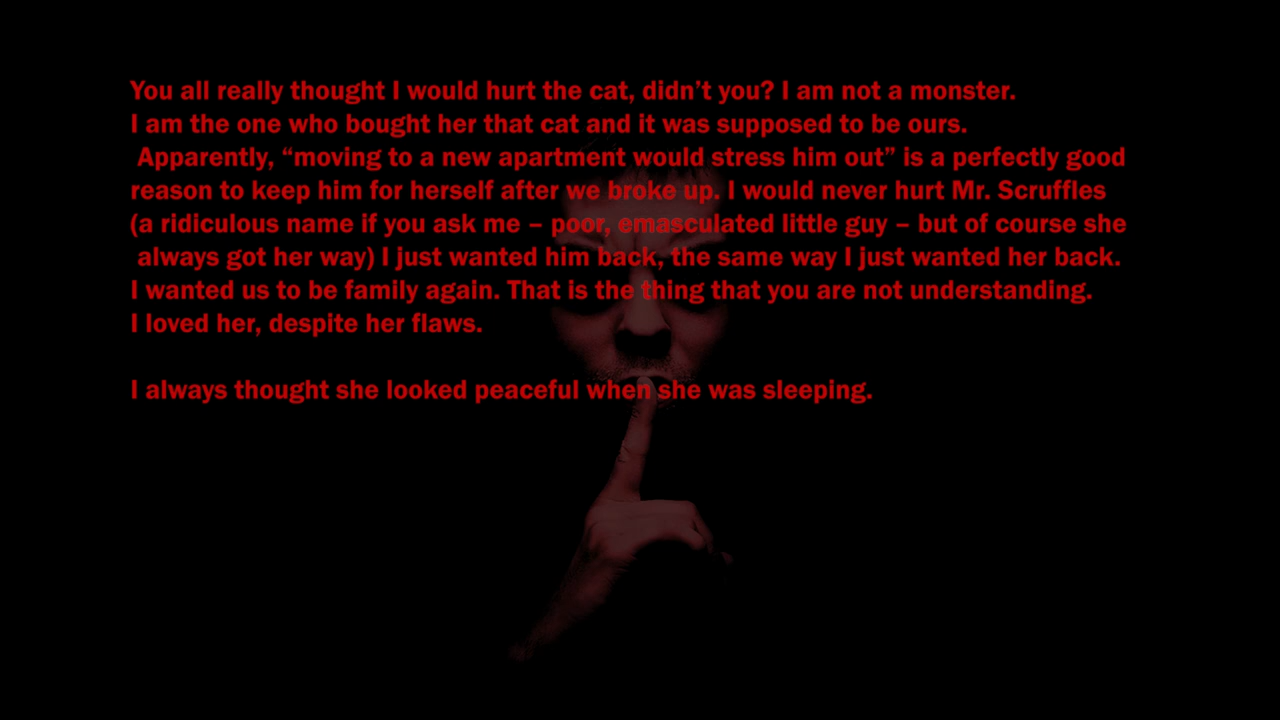 You all really thought I would hurt the cat, didn’t you? I am not a monster.
I am the one who bought her that cat and it was supposed to be ours.
Apparently, “moving to a new apartment would stress him out” is a perfectly good
reason to keep him for herself after we broke up. I would never hurt Mr. Scruffles
(a ridiculous name if you ask me – poor, emasculated little guy – but of course she
always got her way) I just wanted him back, the same way I just wanted her back.
I wanted us to be family again. That is the thing that you are not understanding.
I loved her, despite her flaws.
I always thought she looked peaceful when she was sleeping.